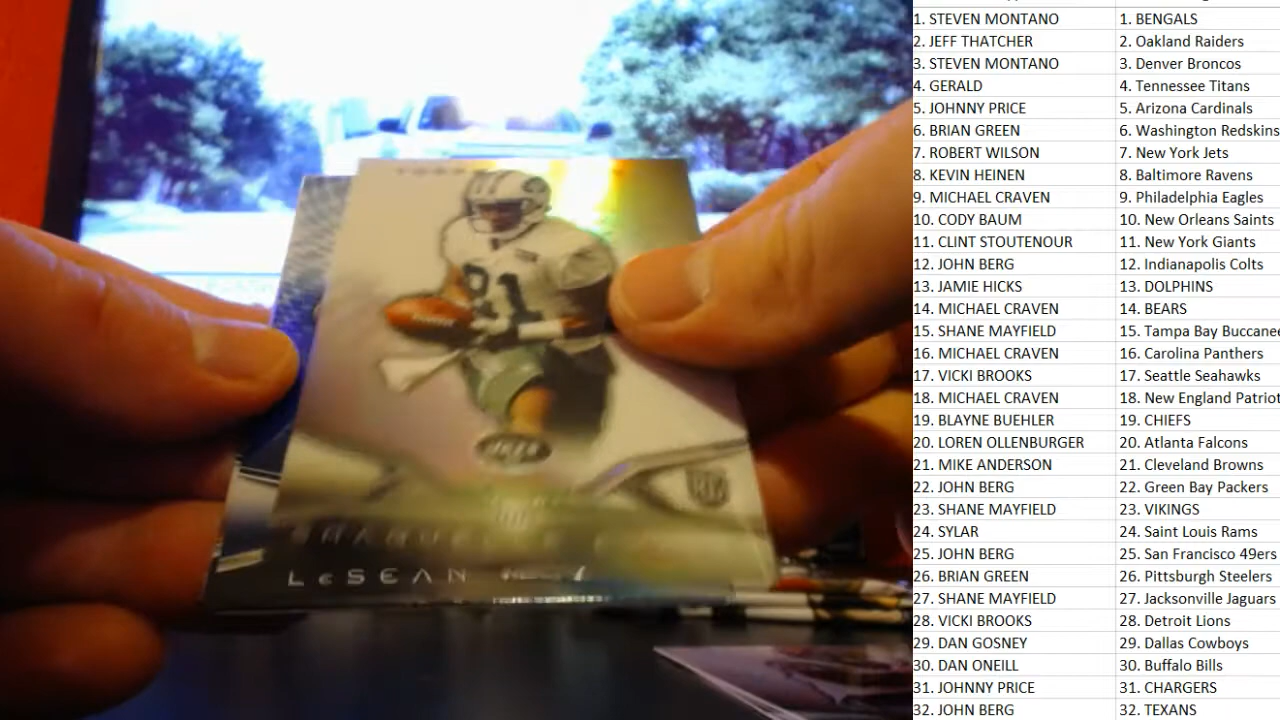 1. STEVEN MONTANO 1. BENGALS
2. JEFF THATCHER 2. Oakland Raiders
3. STEVEN MONTANO 3. Denver Broncos
4. GERALD 4. Tennessee Titans
5. JOHNNY PRICE 5. Arizona Cardinals
6. BRIAN GREEN 6. Washington Redskins
7. ROBERT WILSON 7. New York Jets
8. KEVIN HEINEN 8. Baltimore Ravens
9. MICHAEL CRAVEN 9. Philadelphia Eagles
10. CODY BAUM 10. New Orleans Saints
11. CLINT STOUTENOUR 11. New York Giants
12. JOHN BERG 12. Indianapolis Colts
13. JAMIE HICKS 13. DOLPHINS
14. MICHAEL CRAVEN 14. BEARS
15. SHANE MAYFIELD 15. Tampa Bay Buccanee
16. MICHAEL CRAVEN 16. Carolina Panthers
17. VICKI BROOKS 17. Seattle Seahawks
18. MICHAEL CRAVEN 18. New England Patriot
19. BLAYNE BUEHLER 19. CHIEFS
20. LOREN OLLENBURGER 20. Atlanta Falcons
21. MIKE ANDERSON 21. Cleveland Browns
22. JOHN BERG 22. Green Bay Packers
23. SHANE MAYFIELD 23. VIKINGS
24. SYLAR 24. Saint Louis Rams
25. JOHN BERG 25. San Francisco 49ers
26. BRIAN GREEN 26. Pittsburgh Steelers
27. SHANE MAYFIELD 27. Jacksonville Jaguars
28. VICKI BROOKS 28. Detroit Lions
29. DAN GOSNEY 29. Dallas Cowboys
30. DAN ONEILL 30. Buffalo Bills
31. JOHNNY PRICE 31. CHARGERS
32. JOHN BERG 32. TEXANS
81
JETS
LeSEAN